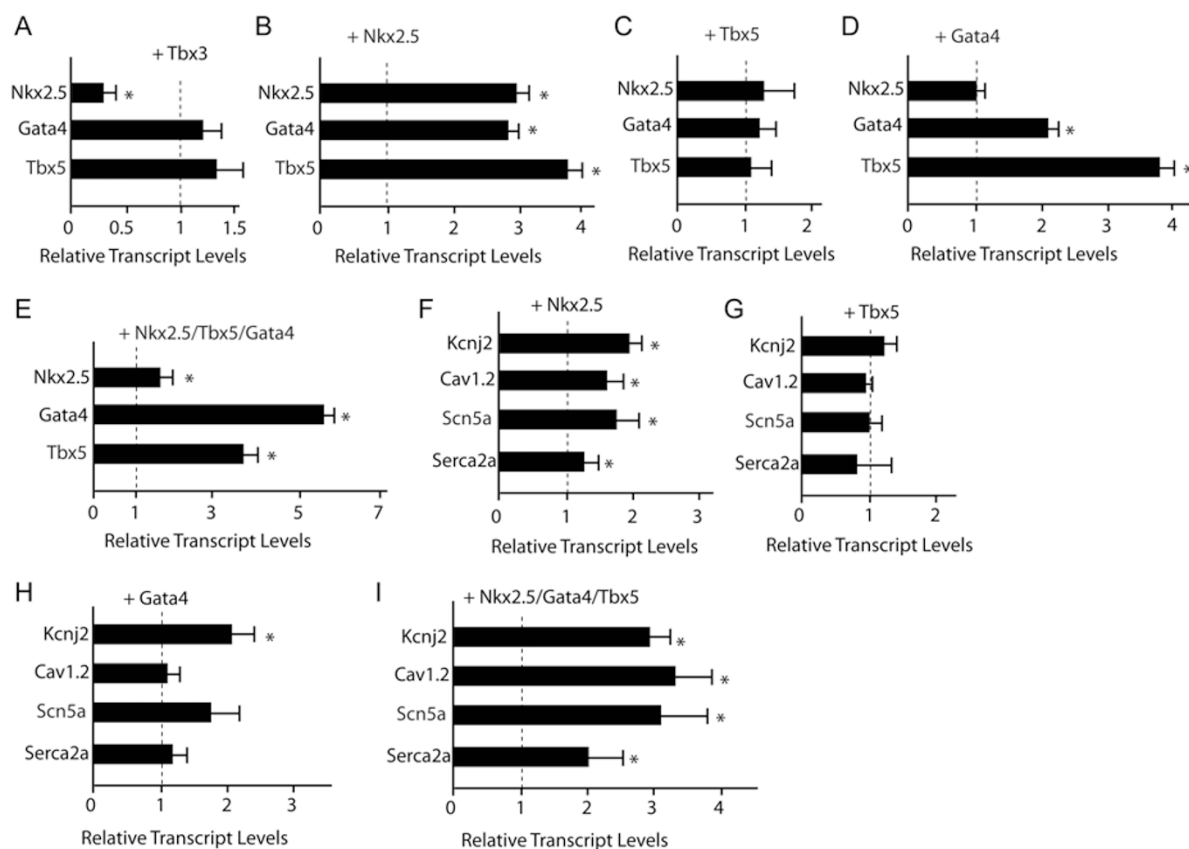 A
+ Tbx3
Nkx2.5
*
Gata4
Tbx5
0 0.5 1 1.5
Relative Transcript Levels
B
+ Nkx2.5
Nkx2.5
*
Gata4
*
Tbx5
*
0 1 2 3 4
Relative Transcript Levels
C
+ Tbx5
Nkx2.5
Gata4
Tbx5
0 1 2
Relative Transcript Levels
D
+ Gata4
Nkx2.5
Gata4
*
Tbx5
*
0 1 2 3 4
Relative Transcript Levels
E
+ Nkx2.5/Tbx5/Gata4
Nkx2.5
*
Gata4
*
Tbx5
*
0 1 3 5 7
Relative Transcript Levels
F
+ Nkx2.5
Kcnj2
*
Cav1.2
*
Scn5a
*
Serca2a
*
0 1 2 3
Relative Transcript Levels
G
+ Tbx5
Kcnj2
Cav1.2
Scn5a
Serca2a
0 1 2
Relative Transcript Levels
H
+ Gata4
Kcnj2
*
Cav1.2
Scn5a
Serca2a
0 1 2 3
Relative Transcript Levels
I
+ Nkx2.5/Gata4/Tbx5
Kcnj2
*
Cav1.2
*
Scn5a
*
Serca2a
*
0 1 2 3 4
Relative Transcript Levels